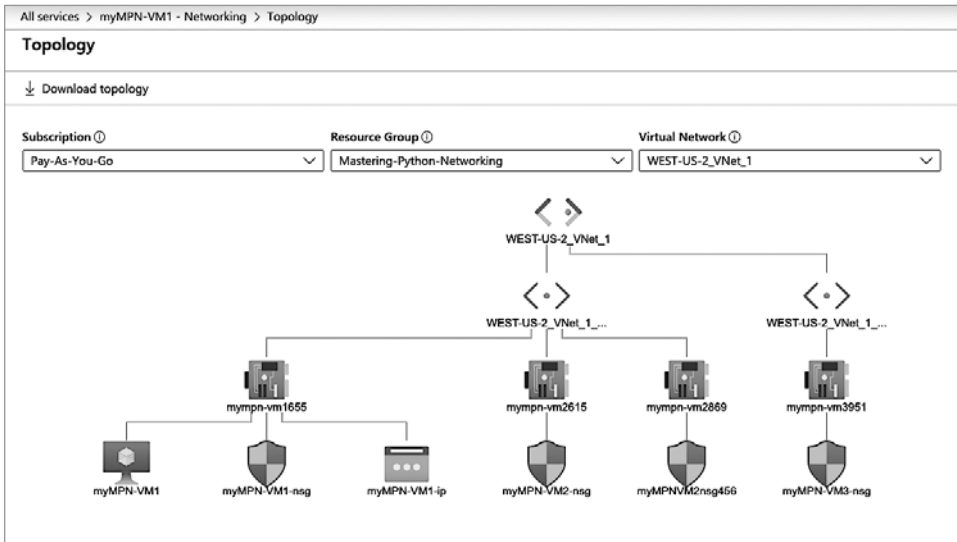 All services > myMPN-VM1 - Networking > Topology
Topology
Download topology
Subscription
Resource Group
Virtual Network
Pay-As-You-Go
Mastering-Python-Networking
WEST-US-2_VNet_1
WEST-US-2_VNet_1
WEST-US-2_VNet_1_...
WEST-US-2_VNet_1_...
mympn-vm1655
mympn-vm2615
mympn-vm2869
mympn-vm3951
myMPN-VM1
myMPN-VM1-nsg
myMPN-VM1-ip
myMPN-VM2-nsg
myMPNVM2nsg456
myMPN-VM3-nsg